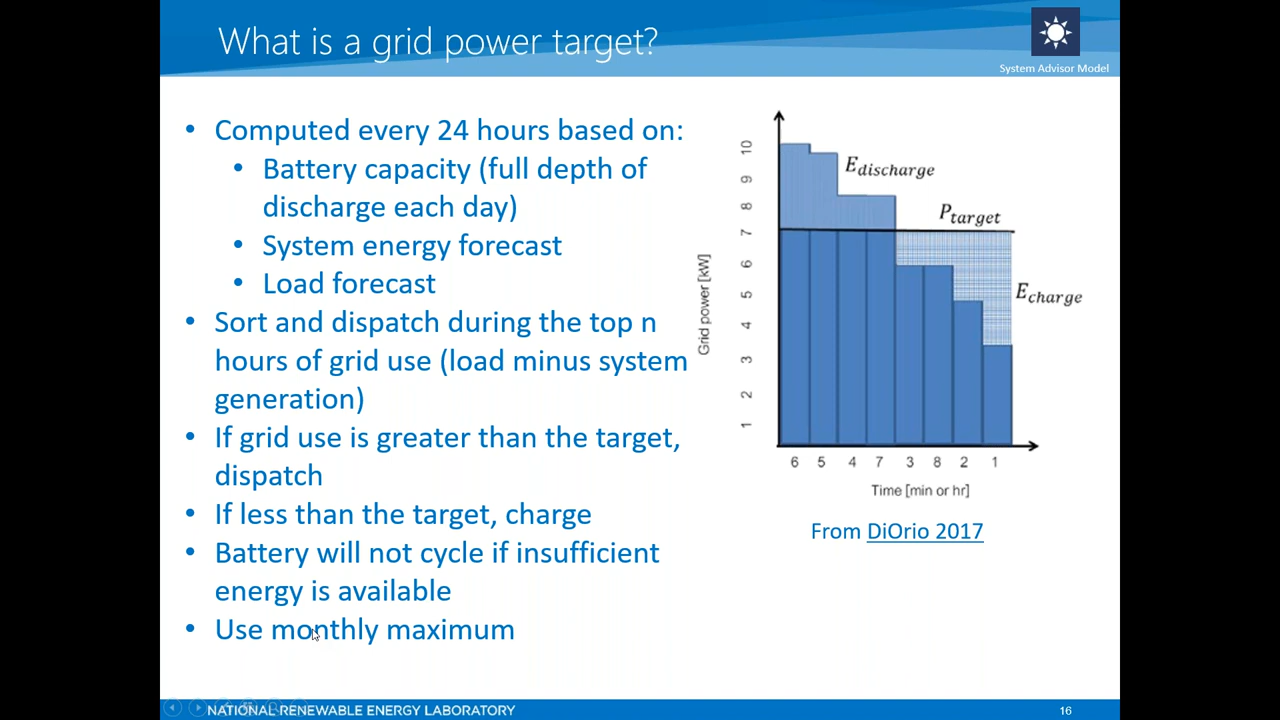 What is a grid power target?
System Advisor Model
• Computed every 24 hours based on:
• Battery capacity (full depth of
discharge each day)
• System energy forecast
• Load forecast
• Sort and dispatch during the top n
hours of grid use (load minus system
generation)
• If grid use is greater than the target,
dispatch
• If less than the target, charge
• Battery will not cycle if insufficient
energy is available
• Use monthly maximum
Grid power [kW]
10
9
8
7
6
5
4
3
2
1
Edischarge
Ptarget
Echarge
6 5 4 7 3 8 2 1
Time [min or hr]
From DiOrio 2017
NATIONAL RENEWABLE ENERGY LABORATORY
16